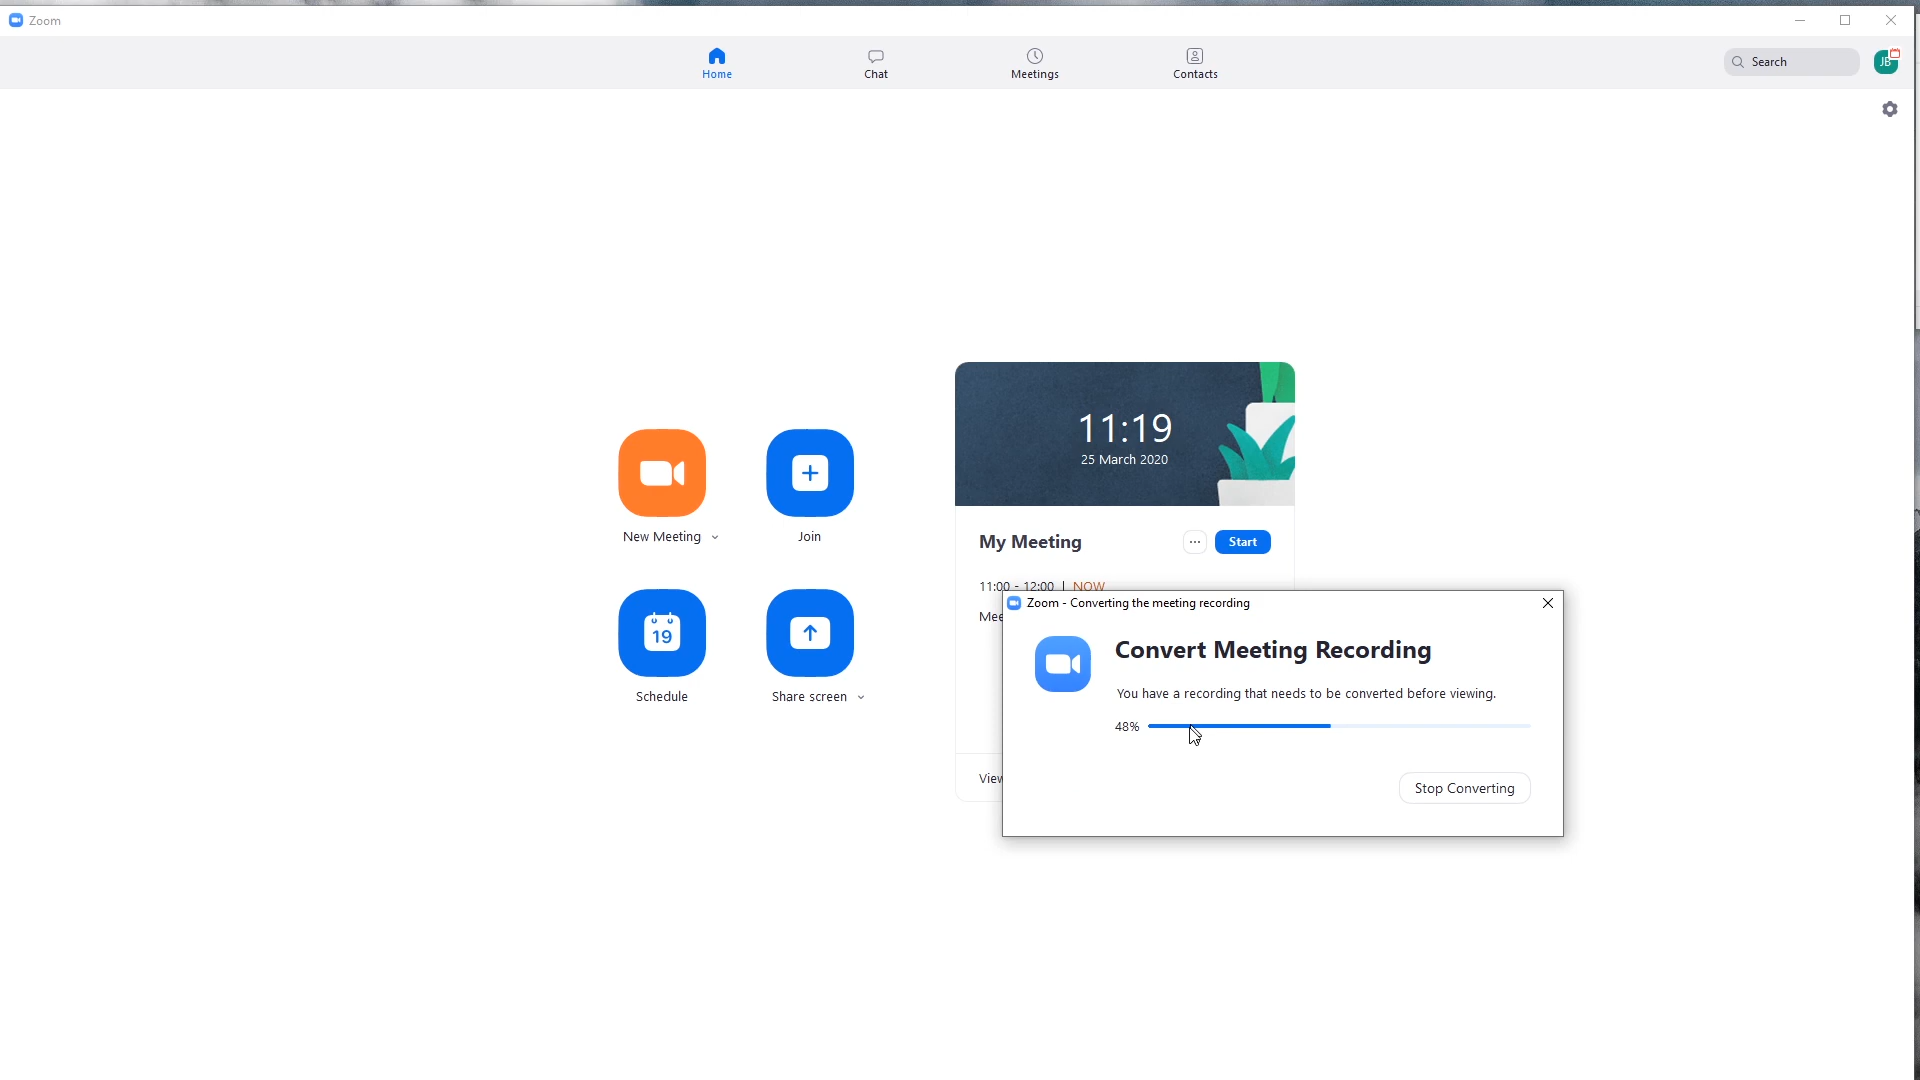 Zoom
Home
Chat
Meetings
Contacts
Search
JB
11:19
25 March 2020
New Meeting
Join
My Meeting
...
Start
11:00 - 12:00 | NOW
Mee
Zoom - Converting the meeting recording
Convert Meeting Recording
You have a recording that needs to be converted before viewing.
48%
19
Schedule
Share screen
View
Stop Converting